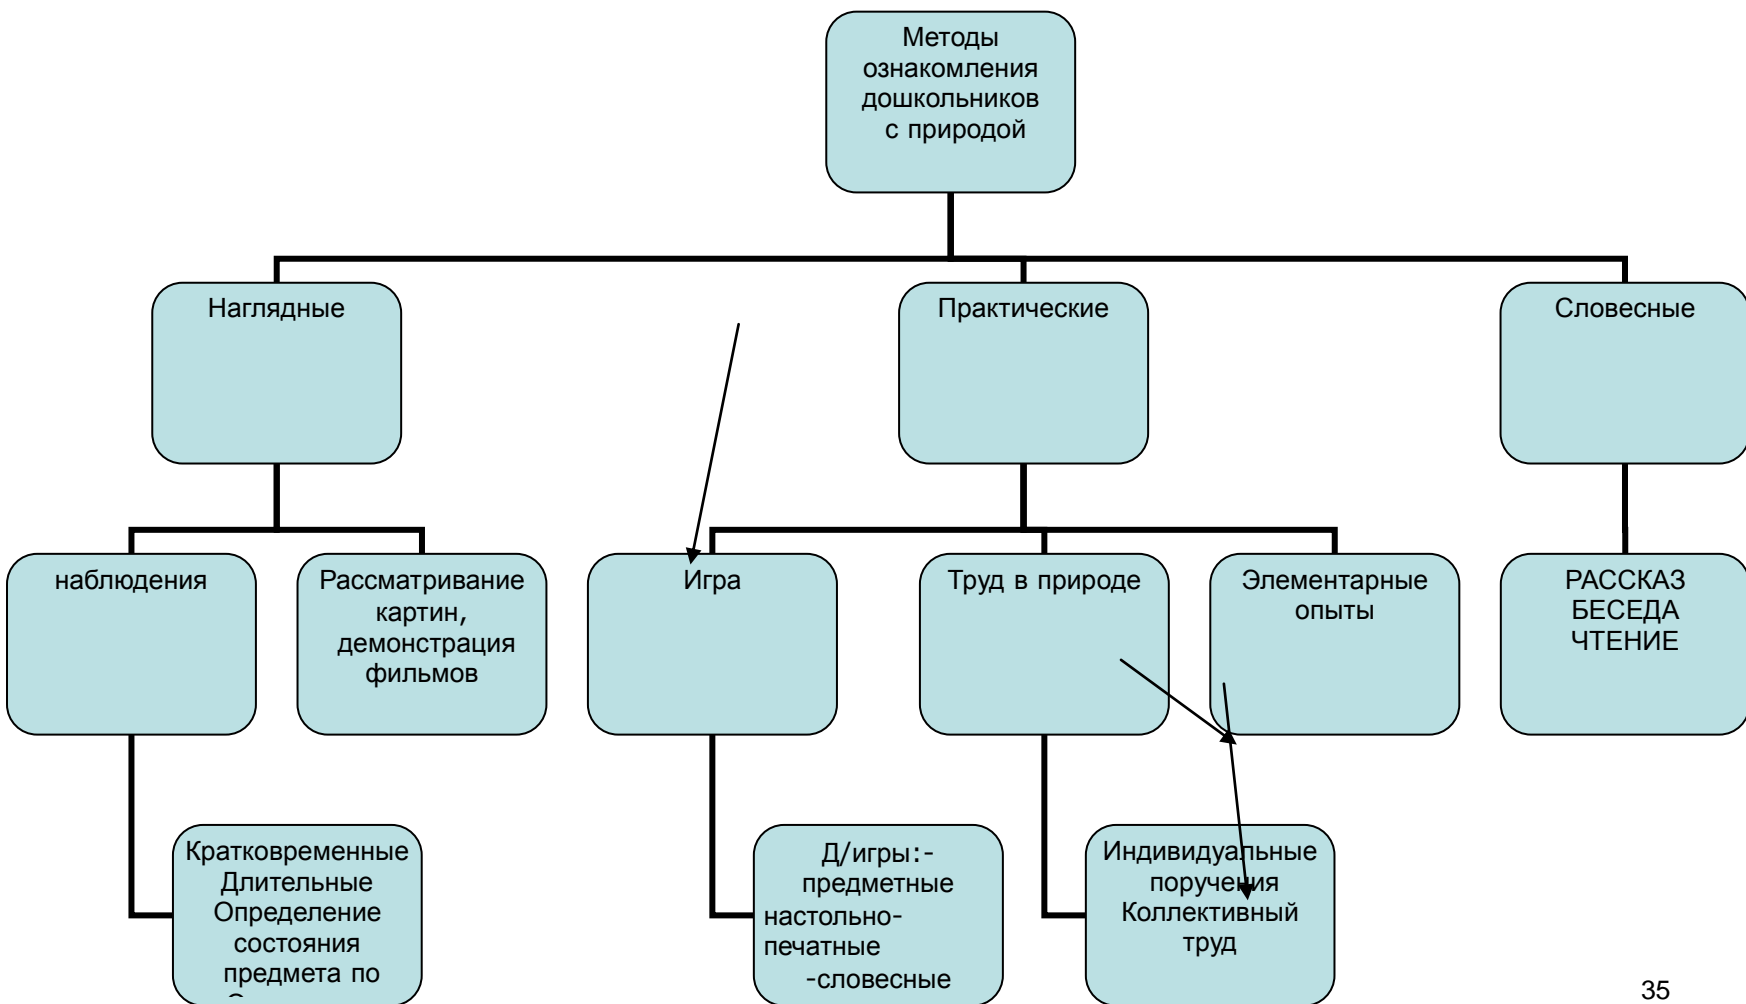 Методы
ознакомления
дошкольников
с природой
Наглядные
Практические
Словесные
наблюдения
Рассматривание
картин,
демонстрация
фильмов
Игра
Труд в природе
Элементарные
опыты
РАССКАЗ
БЕСЕДА
ЧТЕНИЕ
Кратковременные
Длительные
Определение
состояния
предмета по
Д/игры:-
предметные
настольно-
печатные
-словесные
Индивидуальные
поручения
Коллективный
труд
35